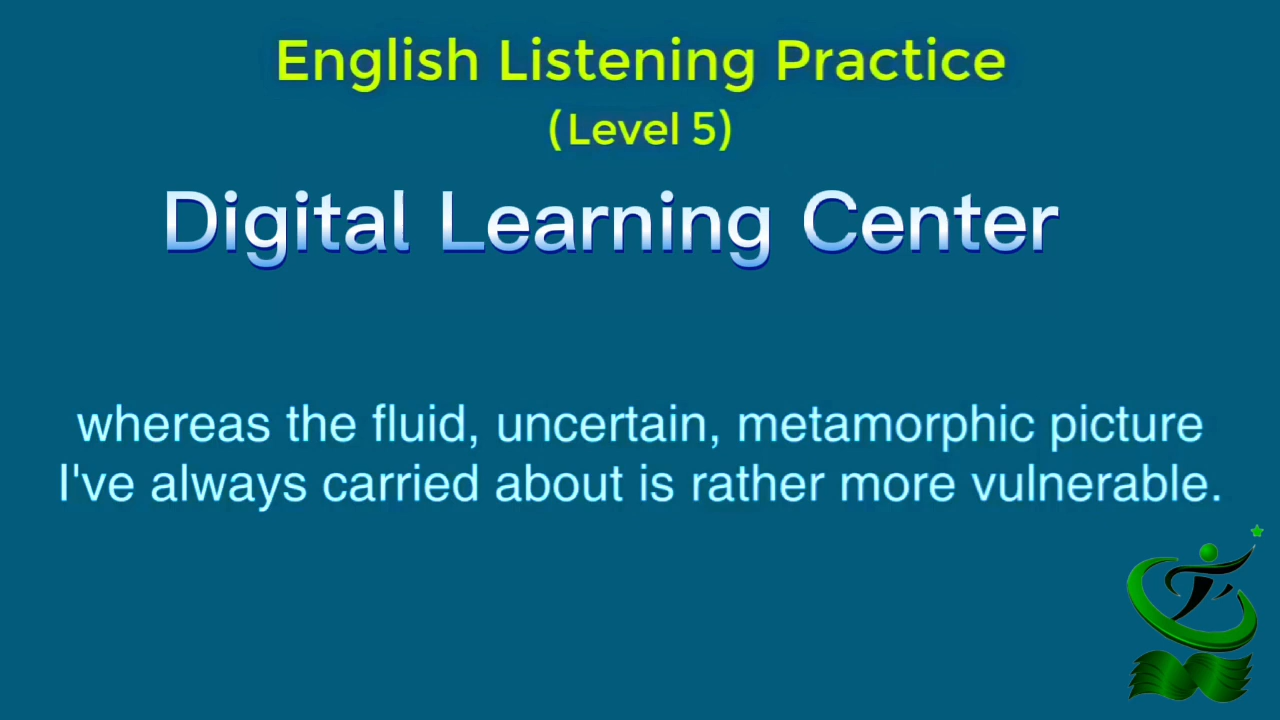 English Listening Practice
(Level 5)
Digital Learning Center
whereas the fluid, uncertain, metamorphic picture
I've always carried about is rather more vulnerable.